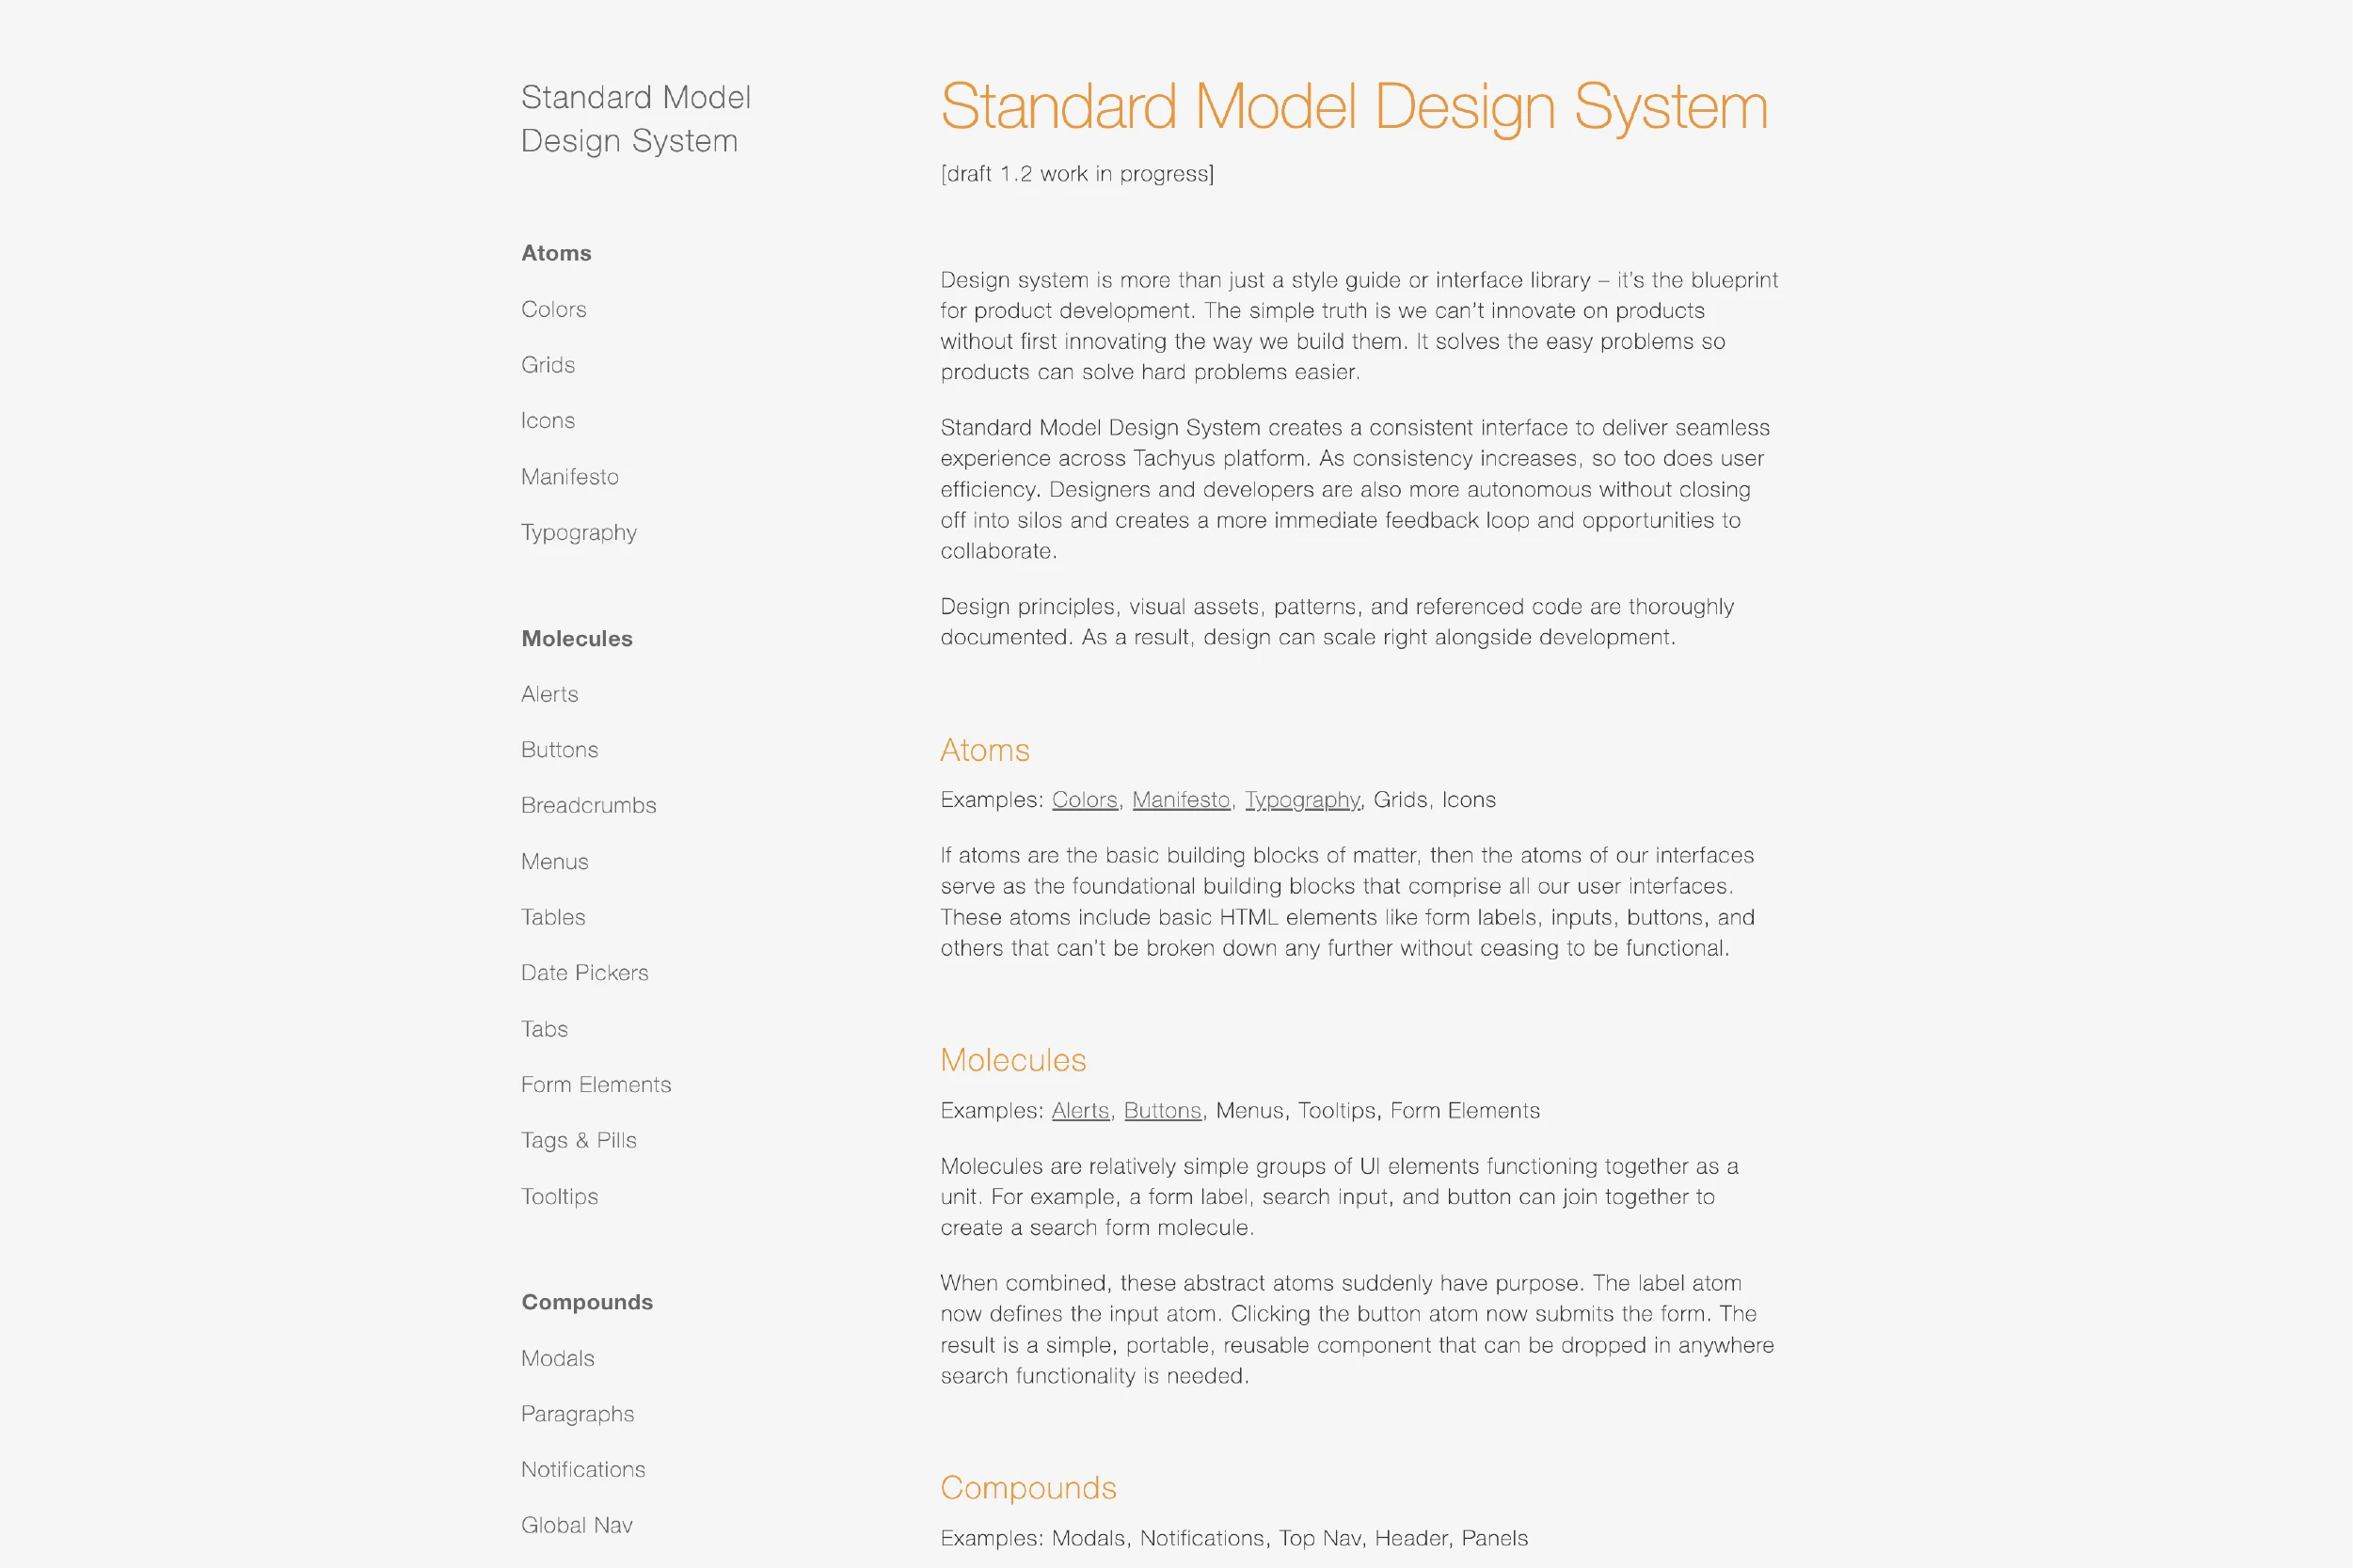 Standard Model
Design System
Atoms
Colors
Grids
Icons
Manifesto
Typography
Molecules
Alerts
Buttons
Breadcrumbs
Menus
Tables
Date Pickers
Tabs
Form Elements
Tags & Pills
Tooltips
Compounds
Modals
Paragraphs
Notifications
Global Nav
Standard Model Design System
[draft 1.2 work in progress]
Design system is more than just a style guide or interface library – it’s the blueprint
for product development. The simple truth is we can’t innovate on products
without first innovating the way we build them. It solves the easy problems so
products can solve hard problems easier.
Standard Model Design System creates a consistent interface to deliver seamless
experience across Tachyus platform. As consistency increases, so too does user
efficiency. Designers and developers are also more autonomous without closing
off into silos and creates a more immediate feedback loop and opportunities to
collaborate.
Design principles, visual assets, patterns, and referenced code are thoroughly
documented. As a result, design can scale right alongside development.
Atoms
Examples: Colors, Manifesto, Typography, Grids, Icons
If atoms are the basic building blocks of matter, then the atoms of our interfaces
serve as the foundational building blocks that comprise all our user interfaces.
These atoms include basic HTML elements like form labels, inputs, buttons, and
others that can’t be broken down any further without ceasing to be functional.
Molecules
Examples: Alerts, Buttons, Menus, Tooltips, Form Elements
Molecules are relatively simple groups of UI elements functioning together as a
unit. For example, a form label, search input, and button can join together to
create a search form molecule.
When combined, these abstract atoms suddenly have purpose. The label atom
now defines the input atom. Clicking the button atom now submits the form. The
result is a simple, portable, reusable component that can be dropped in anywhere
search functionality is needed.
Compounds
Examples: Modals, Notifications, Top Nav, Header, Panels